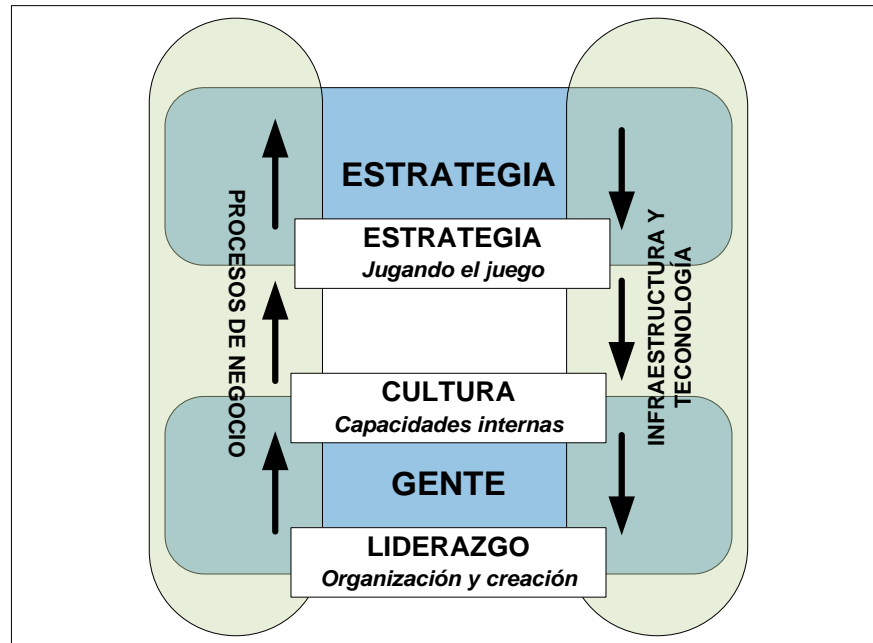 ESTRATEGIA
ESTRATEGIA
Jugando el juego
PROCESOS DE NEGOCIO
INFRAESTRUCTURA Y
TECONOLOGÍA
CULTURA
Capacidades internas
GENTE
LIDERAZGO
Organización y creación